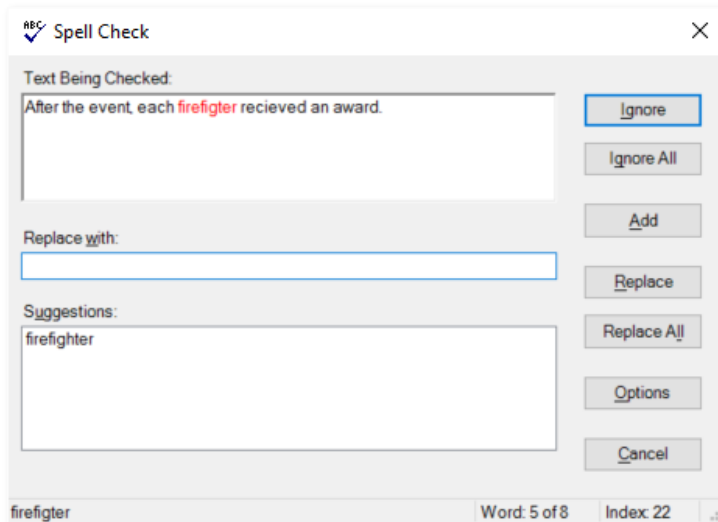 ABC Spell Check
Text Being Checked:
After the event, each firefigter recieved an award.
Ignore
Ignore All
Add
Replace with:
Replace
Suggestions:
firefighter
Replace All
Options
Cancel
firefigter Word: 5 of 8 Index: 22